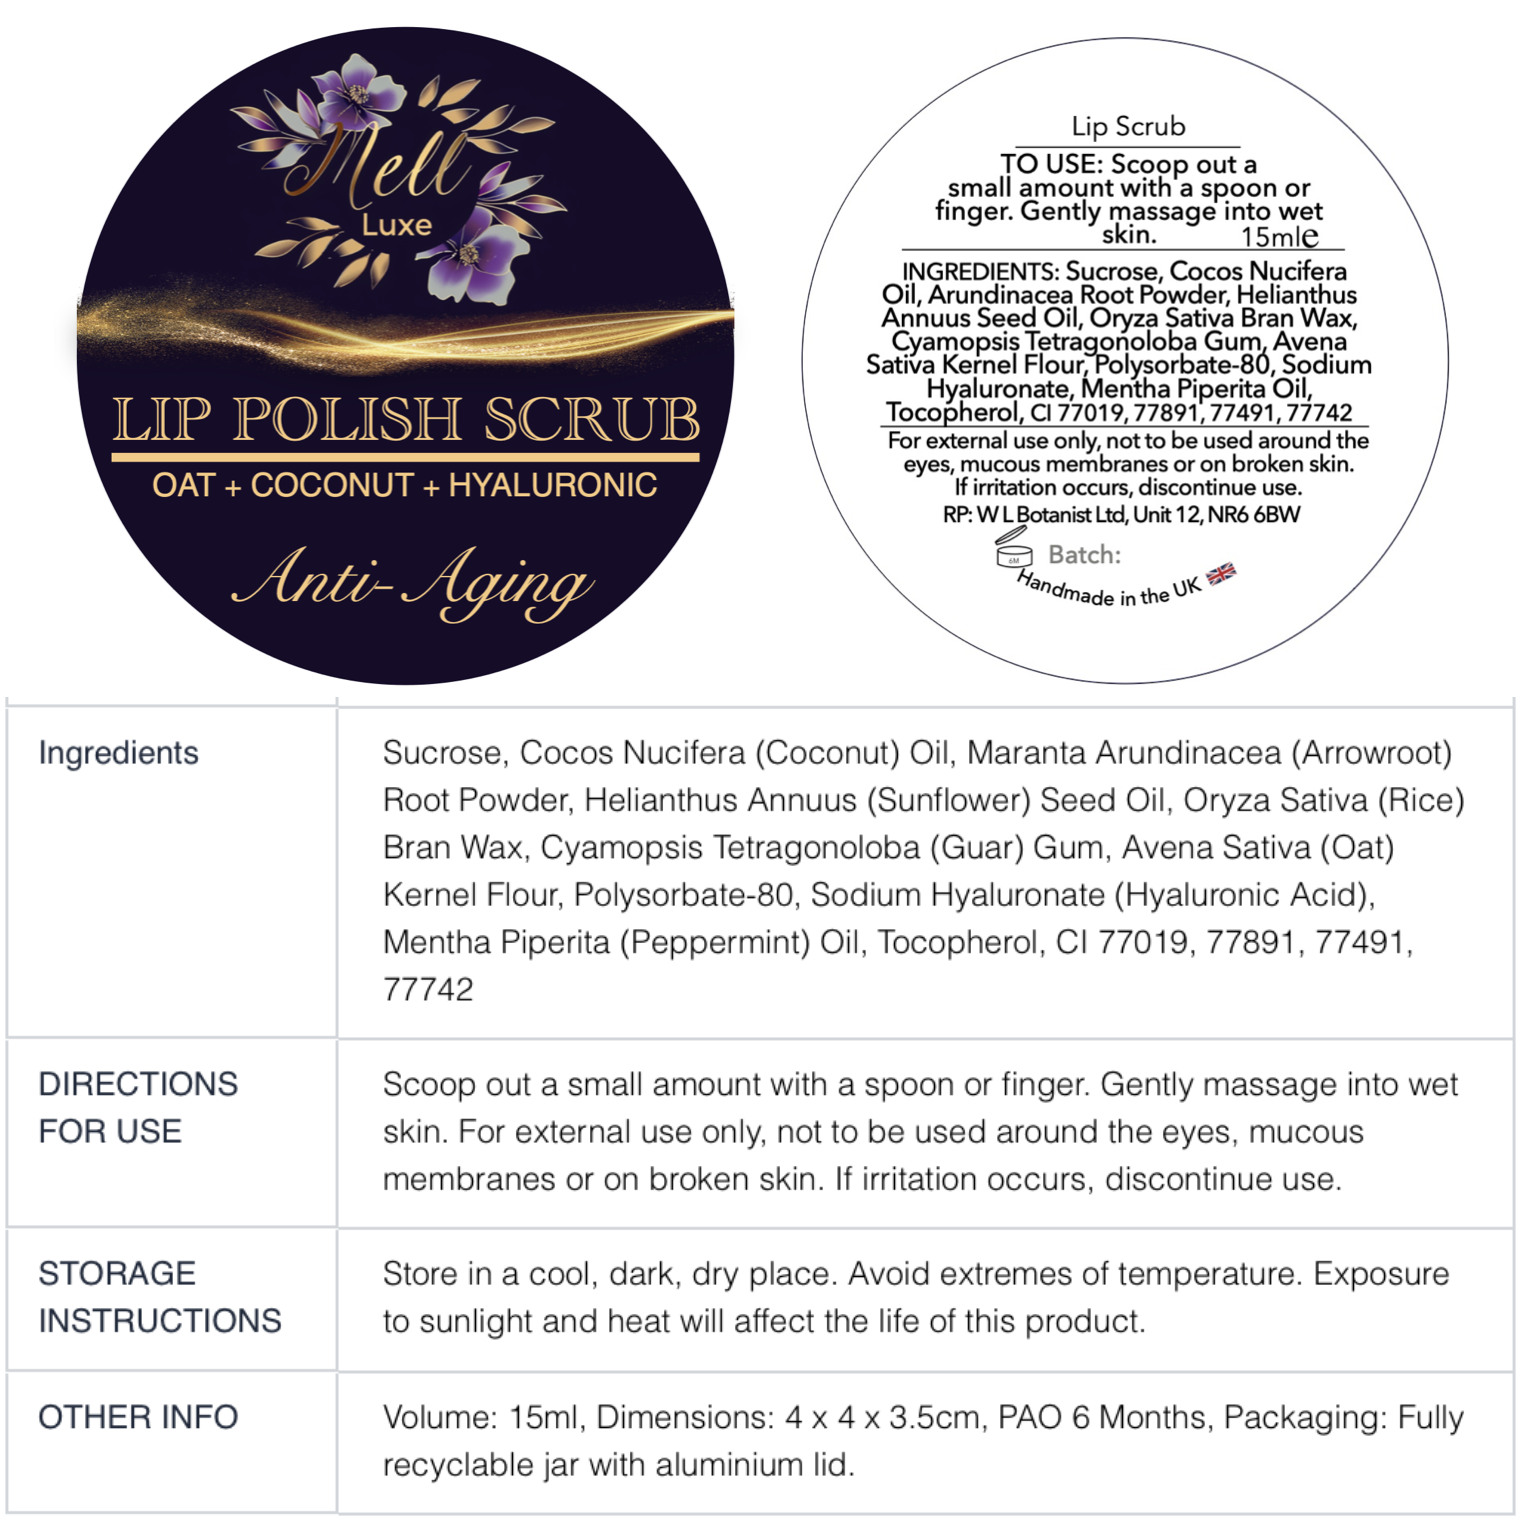 Mell
Luxe
LIP POLISH SCRUB
OAT + COCONUT + HYALURONIC
Anti-Aging
Lip Scrub
TO USE: Scoop out a
small amount with a spoon or
finger. Gently massage into wet
skin.
15ml℮
INGREDIENTS: Sucrose, Cocos Nucifera
Oil, Arundinacea Root Powder, Helianthus
Annuus Seed Oil, Oryza Sativa Bran Wax,
Cyamopsis Tetragonoloba Gum, Avena
Sativa Kernel Flour, Polysorbate-80, Sodium
Hyaluronate, Mentha Piperita Oil,
Tocopherol, CI 77019, 77891, 77491, 77742
For external use only, not to be used around the
eyes, mucous membranes or on broken skin.
If irritation occurs, discontinue use.
RP: W L Botanist Ltd, Unit 12, NR6 6BW
6M
Batch:
Handmade in the UK
Ingredients
Sucrose, Cocos Nucifera (Coconut) Oil, Maranta Arundinacea (Arrowroot)
Root Powder, Helianthus Annuus (Sunflower) Seed Oil, Oryza Sativa (Rice)
Bran Wax, Cyamopsis Tetragonoloba (Guar) Gum, Avena Sativa (Oat)
Kernel Flour, Polysorbate-80, Sodium Hyaluronate (Hyaluronic Acid),
Mentha Piperita (Peppermint) Oil, Tocopherol, CI 77019, 77891, 77491,
77742
DIRECTIONS
FOR USE
Scoop out a small amount with a spoon or finger. Gently massage into wet
skin. For external use only, not to be used around the eyes, mucous
membranes or on broken skin. If irritation occurs, discontinue use.
STORAGE
INSTRUCTIONS
Store in a cool, dark, dry place. Avoid extremes of temperature. Exposure
to sunlight and heat will affect the life of this product.
OTHER INFO
Volume: 15ml, Dimensions: 4 x 4 x 3.5cm, PAO 6 Months, Packaging: Fully
recyclable jar with aluminium lid.